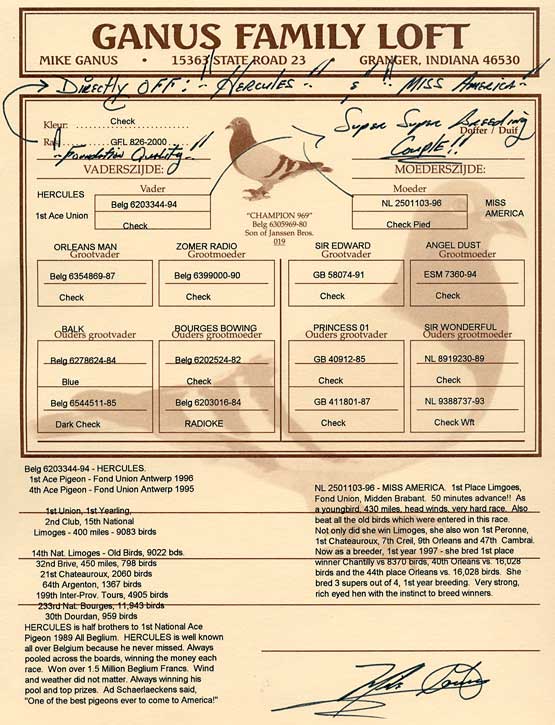 GANUS FAMILY LOFT
MIKE GANUS • 15363 STATE ROAD 23 GRANGER, INDIANA 46530
→ DIRECTLY OFF: "HERCULES" & "MISS AMERICA"
Kleur: Check
GFL 826-2000
"FOUNDATION QUALITY"
SUPER SUPER BREEDING
Doffer / Duif
COUPLE!!
VADERSZIJDE:
MOEDERSZIJDE:
HERCULES
Vader
Belg 6203344-94
1st Ace Union
Check
"CHAMPION 969"
Belg 6305969-80
Son of Janssen Bros.
019
Moeder
NL 2501103-96
MISS
AMERICA
Check Pied
ORLEANS MAN ZOMER RADIO SIR EDWARD ANGEL DUST
Grootvader Grootmoeder Grootvader Grootmoeder
Belg 6354869-87 Belg 6399000-90 GB 58074-91 ESM 7360-94
Check Check Check Check
BALK BOURGES BOWING PRINCESS 01 SIR WONDERFUL
Ouders grootvader Ouders grootmoeder Ouders grootvader Ouders grootmoeder
Belg 6278624-84 Belg 6202524-82 GB 40912-85 NL 8919230-89
Blue Check Check Check
Belg 6544511-85 Belg 6203016-84 GB 411801-87 NL 9388737-93
Dark Check RADIOKE Check Check Wft
Belg 6203344-94 - HERCULES.
1st Ace Pigeon - Fond Union Antwerp 1996
4th Ace Pigeon - Fond Union Antwerp 1995
1st Union, 1st Yearling,
2nd Club, 15th National
Limoges - 400 miles - 9083 birds
14th Nat. Limoges - Old Birds, 9022 bds.
32nd Brive, 450 miles, 798 birds
21st Chateauroux, 2060 birds
64th Argenton, 1367 birds
199th Inter-Prov. Tours, 4905 birds
233rd Nat. Bourges, 11,943 birds
30th Dourdan, 959 birds
HERCULES is half brothers to 1st National Ace
Pigeon 1989 All Beglium. HERCULES is well known
all over Belgium because he never missed. Always
pooled across the boards, winning the money each
race. Won over 1.5 Million Beglium Francs. Wind
and weather did not matter. Always winning his
pool and top prizes. Ad Schaerlaeckens said,
"One of the best pigeons ever to come to America!"
NL 2501103-96 - MISS AMERICA. 1st Place Limgoes,
Fond Union, Midden Brabant. 50 minutes advance!! As
a youngbird, 430 miles, head winds, very hard race. Also
beat all the old birds which were entered in this race.
Not only did she win Limoges, she also won 1st Peronne,
1st Chateauroux, 7th Creil, 9th Orleans and 47th Cambrai.
Now as a breeder, 1st year 1997 - she bred 1st place
winner Chantilly vs 8370 birds, 40th Orleans vs. 16,028
birds and the 44th place Orleans vs. 16,028 birds. She
bred 3 supers out of 4, 1st year breeding. Very strong,
rich eyed hen with the instinct to breed winners.